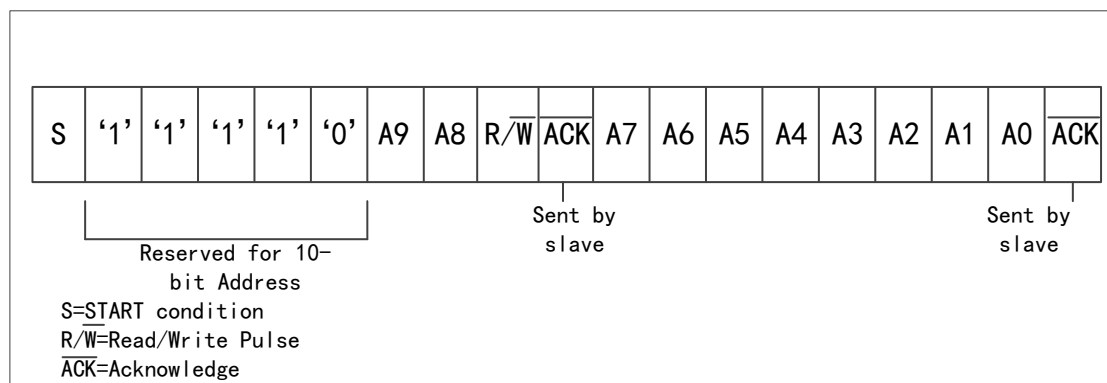 S '1' '1' '1' '1' '0' A9 A8 R/W ACK A7 A6 A5 A4 A3 A2 A1 A0 ACK
Sent by
slave
Sent by
slave
Reserved for 10-
bit Address
S=START condition
R/W=Read/Write Pulse
ACK=Acknowledge